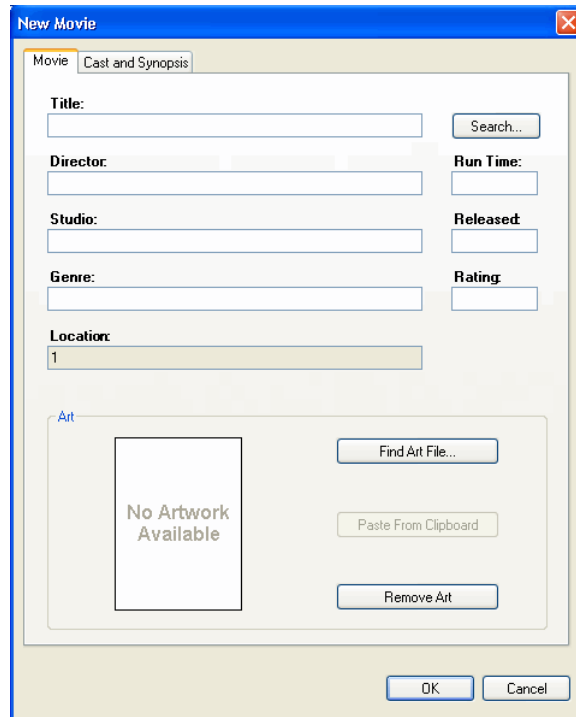 New Movie
Movie Cast and Synopsis
Title:
Search...
Director: Run Time:
Studio: Released:
Genre: Rating:
Location:
1
Art
No Artwork
Available
Find Art File...
Paste From Clipboard
Remove Art
OK Cancel